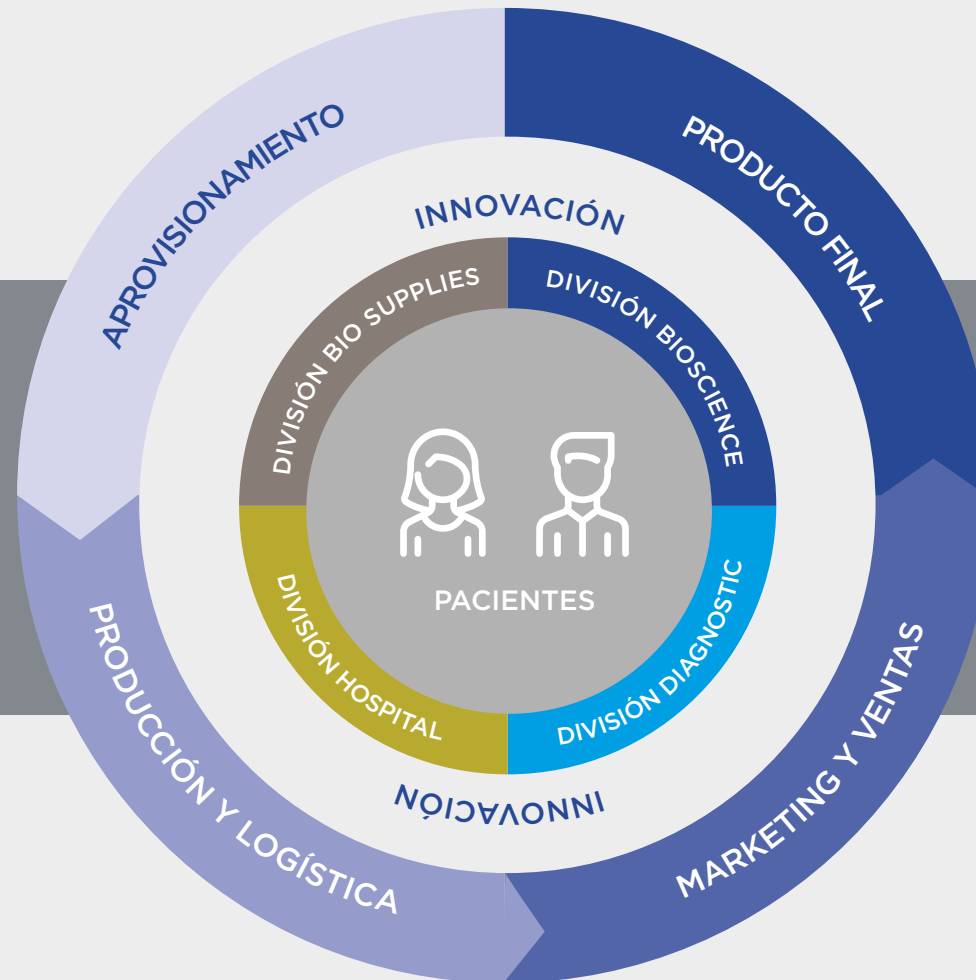 APROVISIONAMIENTO
PRODUCTO FINAL
INNOVACIÓN
DIVISIÓN BIO SUPPLIES
DIVISIÓN BIOSCIENCE
PACIENTES
DIVISIÓN HOSPITAL
DIVISIÓN DIAGNOSTIC
INNOVACIÓN
PRODUCCIÓN Y LOGÍSTICA
MARKETING Y VENTAS